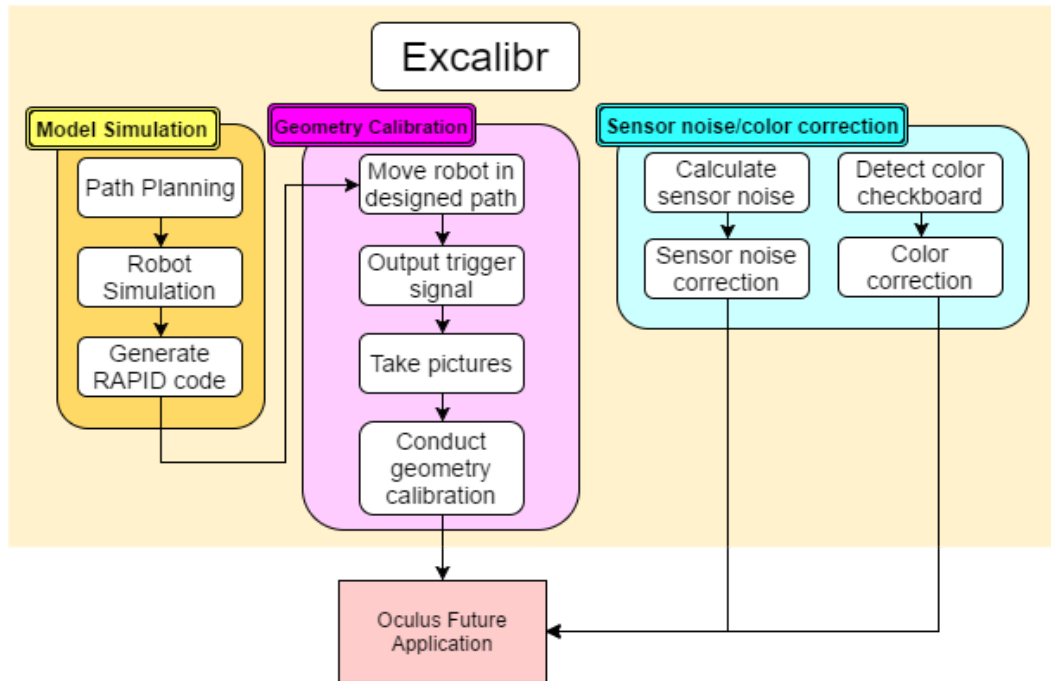 Excalibr
Model Simulation
Path Planning
Robot
Simulation
Generate
RAPID code
Geometry Calibration
Move robot in
designed path
Output trigger
signal
Take pictures
Conduct
geometry
calibration
Sensor noise/color correction
Calculate
sensor noise
Sensor noise
correction
Detect color
checkboard
Color
correction
Oculus Future
Application